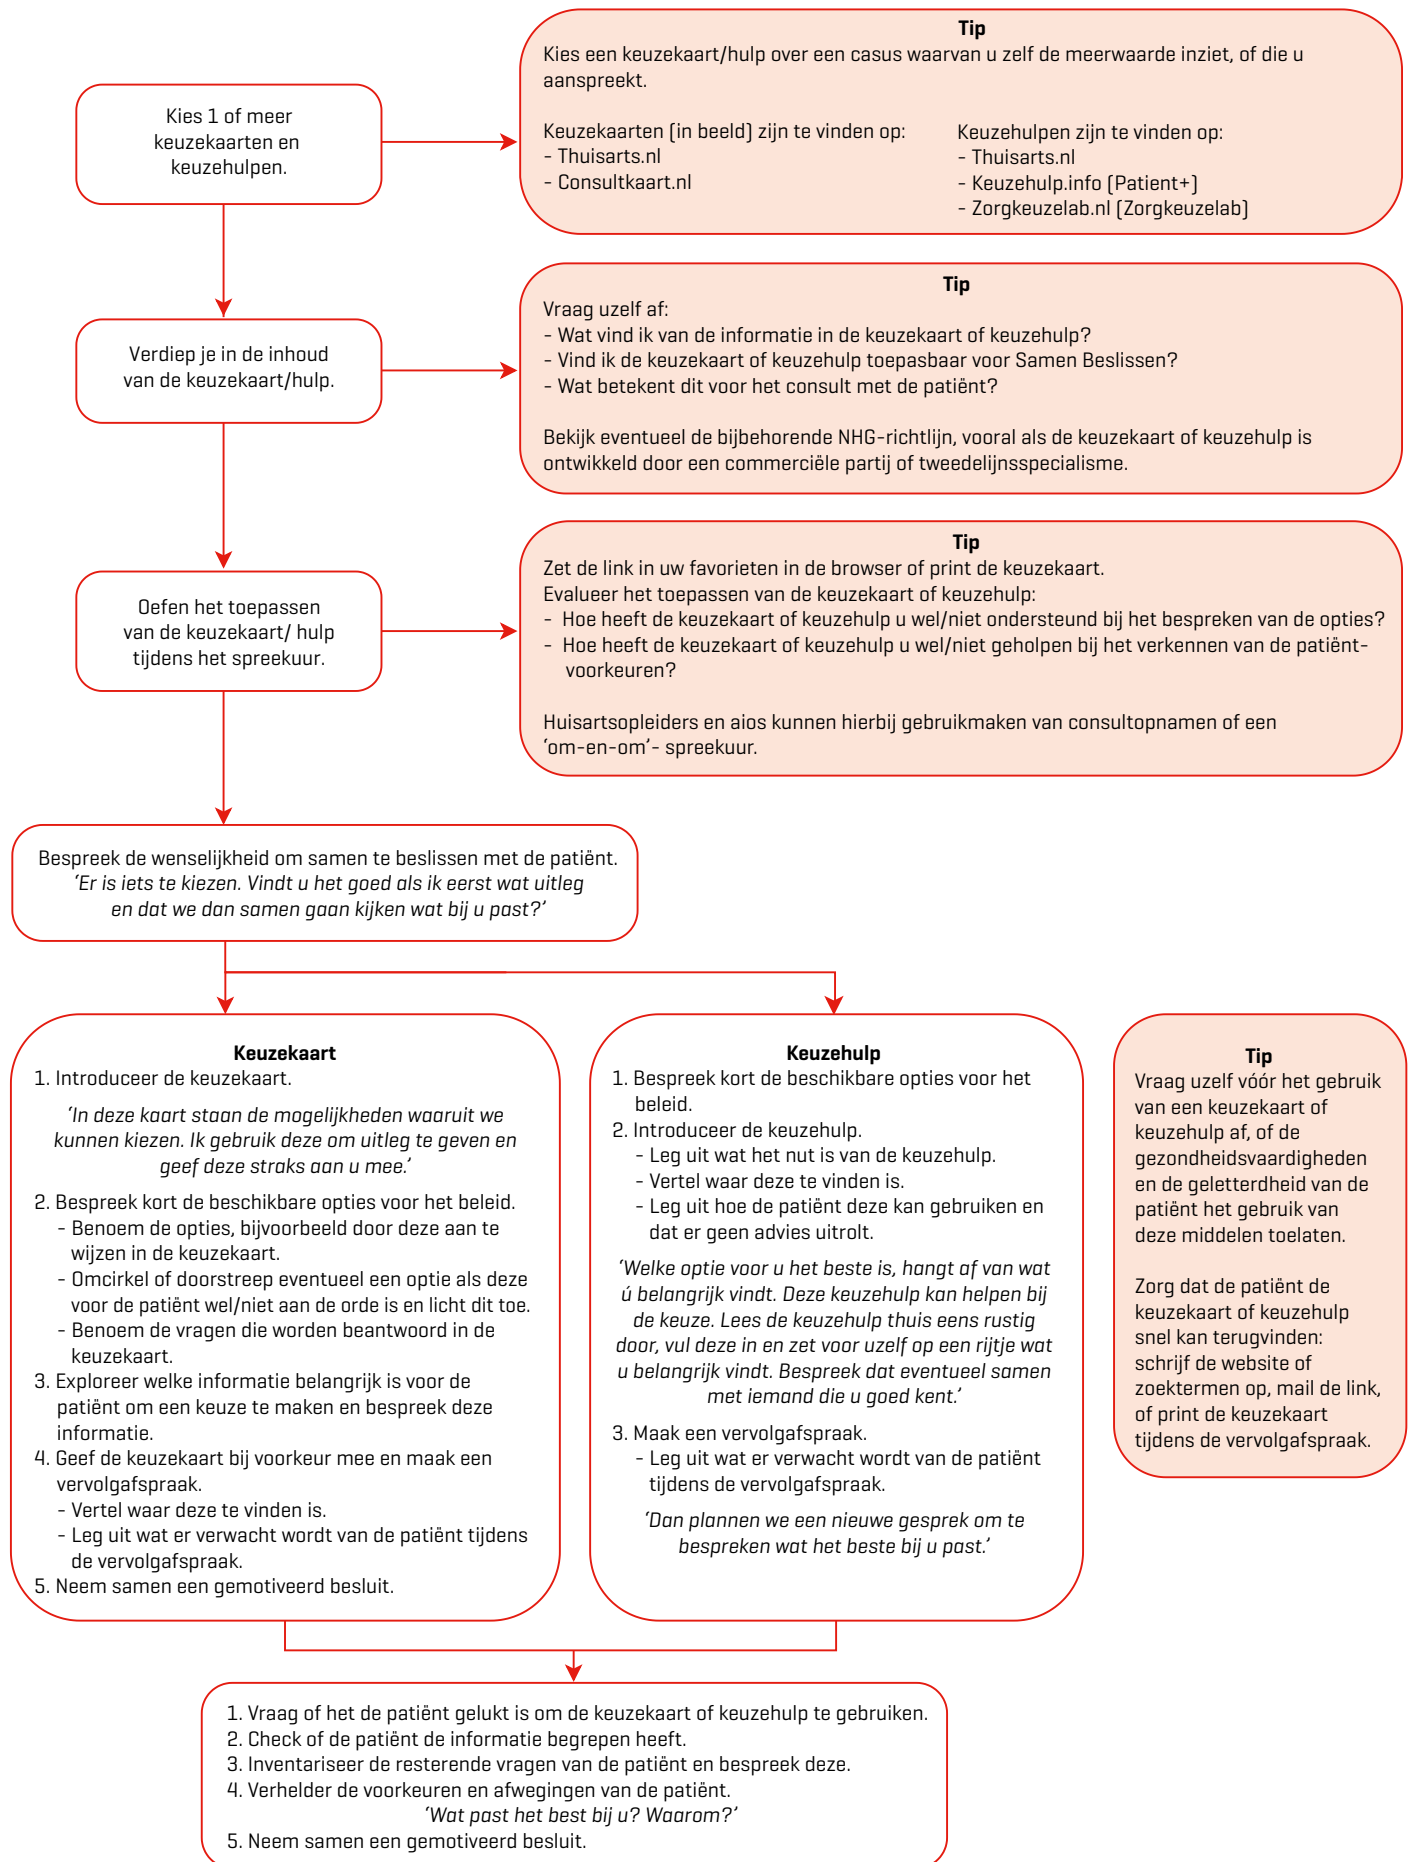 Kies 1 of meer
keuzekaarten en
keuzehulpen.
Tip
Kies een keuzekaart/hulp over een casus waarvan u zelf de meerwaarde inziet, of die u
aanspreekt.
Keuzekaarten (in beeld) zijn te vinden op:
- Thuisarts.nl
- Consultkaart.nl
Keuzehulpen zijn te vinden op:
- Thuisarts.nl
- Keuzehulp.info (Patient+)
- Zorgkeuzelab.nl (Zorgkeuzelab)
Verdiep je in de inhoud
van de keuzekaart/hulp.
Tip
Vraag uzelf af:
- Wat vind ik van de informatie in de keuzekaart of keuzehulp?
- Vind ik de keuzekaart of keuzehulp toepasbaar voor Samen Beslissen?
- Wat betekent dit voor het consult met de patiënt?
Bekijk eventueel de bijbehorende NHG-richtlijn, vooral als de keuzekaart of keuzehulp is
ontwikkeld door een commerciële partij of tweedelijnsspecialisme.
Oefen het toepassen
van de keuzekaart/ hulp
tijdens het spreekuur.
Tip
Zet de link in uw favorieten in de browser of print de keuzekaart.
Evalueer het toepassen van de keuzekaart of keuzehulp:
- Hoe heeft de keuzekaart of keuzehulp u wel/niet ondersteund bij het bespreken van de opties?
- Hoe heeft de keuzekaart of keuzehulp u wel/niet geholpen bij het verkennen van de patiënt-
voorkeuren?
Huisartsopleiders en aios kunnen hierbij gebruikmaken van consultopnamen of een
‘om-en-om’- spreekuur.
Bespreek de wenselijkheid om samen te beslissen met de patiënt.
‘Er is iets te kiezen. Vindt u het goed als ik eerst wat uitleg
en dat we dan samen gaan kijken wat bij u past?’
Keuzekaart
1. Introduceer de keuzekaart.
‘In deze kaart staan de mogelijkheden waaruit we
kunnen kiezen. Ik gebruik deze om uitleg te geven en
geef deze straks aan u mee.’
2. Bespreek kort de beschikbare opties voor het beleid.
- Benoem de opties, bijvoorbeeld door deze aan te
wijzen in de keuzekaart.
- Omcirkel of doorstreep eventueel een optie als deze
voor de patiënt wel/niet aan de orde is en licht dit toe.
- Benoem de vragen die worden beantwoord in de
keuzekaart.
3. Exploreer welke informatie belangrijk is voor de
patiënt om een keuze te maken en bespreek deze
informatie.
4. Geef de keuzekaart bij voorkeur mee en maak een
vervolgafspraak.
- Vertel waar deze te vinden is.
- Leg uit wat er verwacht wordt van de patiënt tijdens
de vervolgafspraak.
5. Neem samen een gemotiveerd besluit.
Keuzehulp
1. Bespreek kort de beschikbare opties voor het
beleid.
2. Introduceer de keuzehulp.
- Leg uit wat het nut is van de keuzehulp.
- Vertel waar deze te vinden is.
- Leg uit hoe de patiënt deze kan gebruiken en
dat er geen advies uitrolt.
‘Welke optie voor u het beste is, hangt af van wat
ú belangrijk vindt. Deze keuzehulp kan helpen bij
de keuze. Lees de keuzehulp thuis eens rustig
door, vul deze in en zet voor uzelf op een rijtje wat
u belangrijk vindt. Bespreek dat eventueel samen
met iemand die u goed kent.’
3. Maak een vervolgafspraak.
- Leg uit wat er verwacht wordt van de patiënt
tijdens de vervolgafspraak.
‘Dan plannen we een nieuwe gesprek om te
bespreken wat het beste bij u past.’
Tip
Vraag uzelf vóór het gebruik
van een keuzekaart of
keuzehulp af, of de
gezondheidsvaardigheden
en de geletterdheid van de
patiënt het gebruik van
deze middelen toelaten.
Zorg dat de patiënt de
keuzekaart of keuzehulp
snel kan terugvinden:
schrijf de website of
zoektermen op, mail de link,
of print de keuzekaart
tijdens de vervolgafspraak.
1. Vraag of het de patiënt gelukt is om de keuzekaart of keuzehulp te gebruiken.
2. Check of de patiënt de informatie begrepen heeft.
3. Inventariseer de resterende vragen van de patiënt en bespreek deze.
4. Verhelder de voorkeuren en afwegingen van de patiënt.
‘Wat past het best bij u? Waarom?’
5. Neem samen een gemotiveerd besluit.